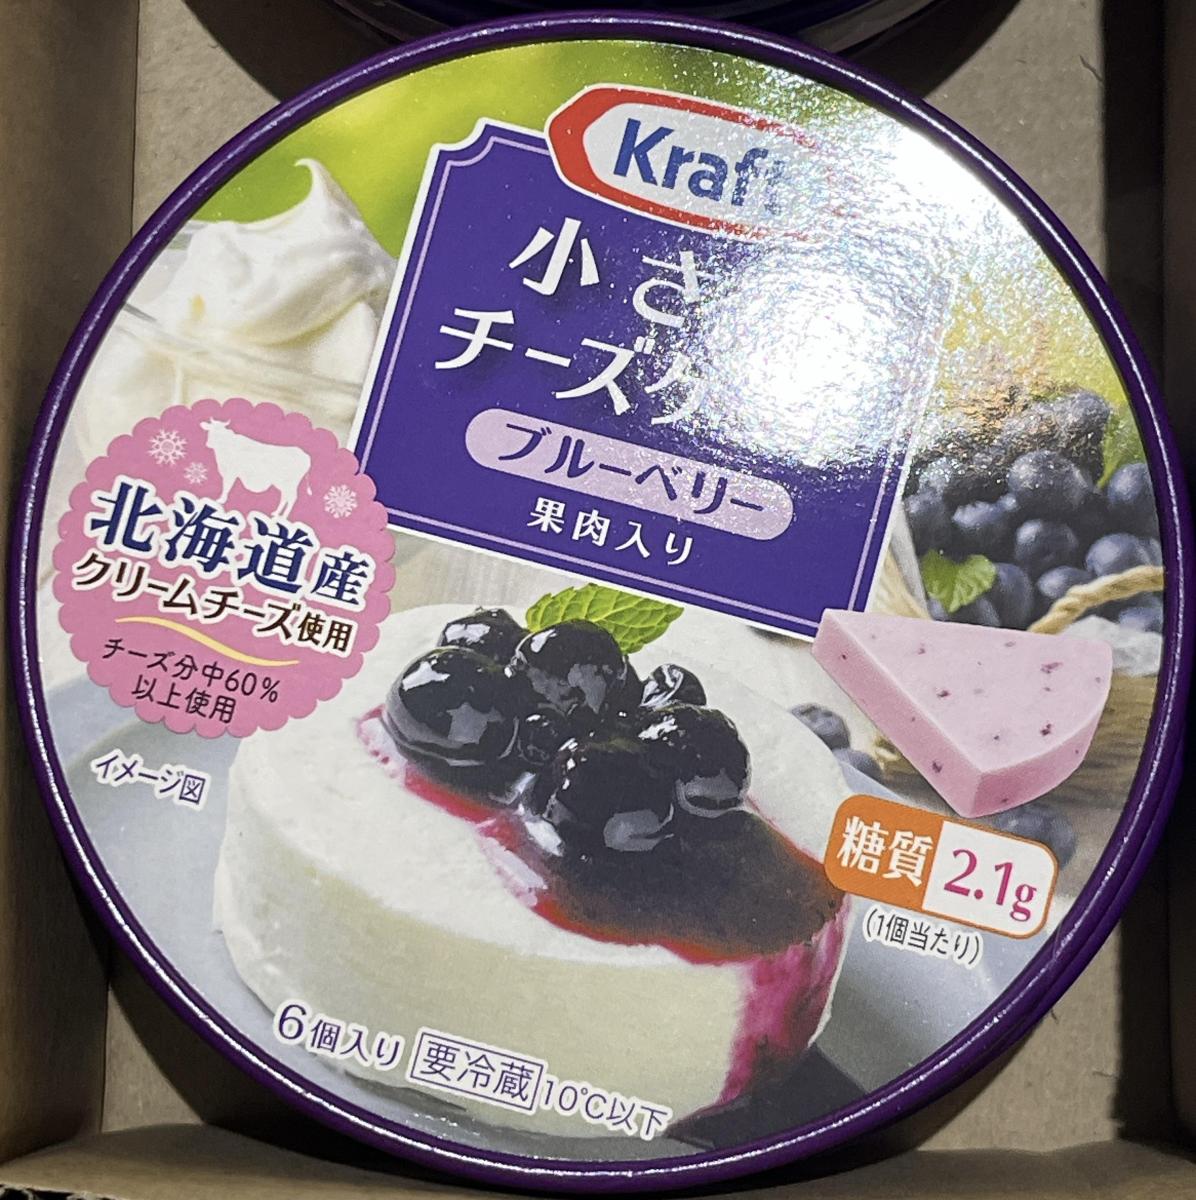 Kraft
小さ
チーズケ
ブルーベリー
果肉入り
北海道産
クリームチーズ使用
チーズ分中60%
以上使用
イメージ図
糖質 2.1g
(1個当たり)
6個入り 要冷蔵 10℃以下